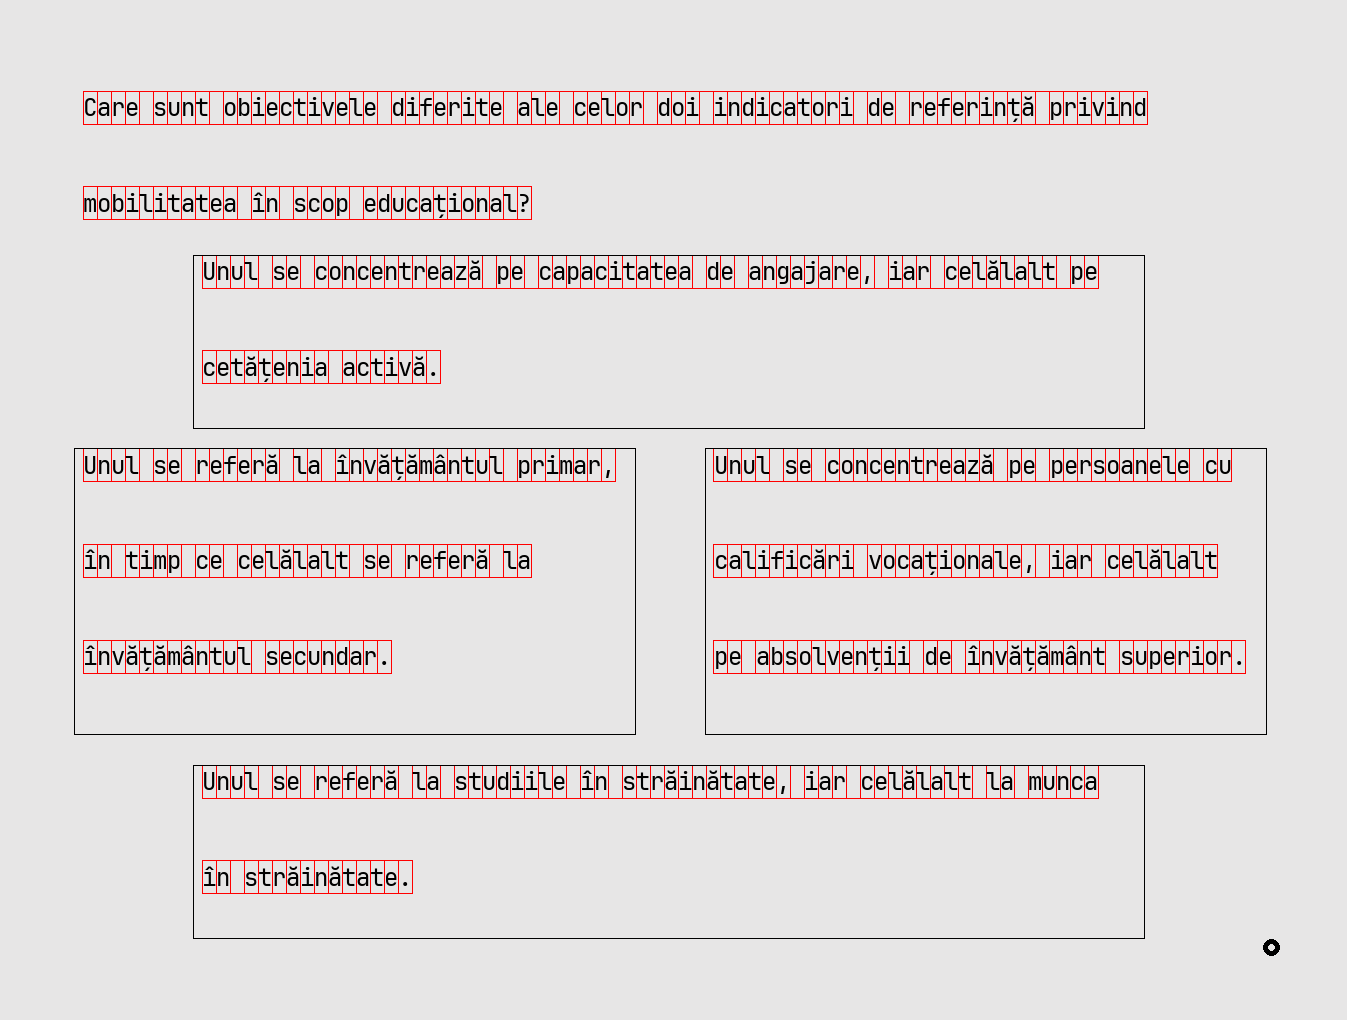 Care sunt obiectivele diferite ale celor doi indicatori de referință privind
mobilitatea în scop educațional?
Unul se concentrează pe capacitatea de angajare, iar celălalt pe
cetățenia activă.
Unul se referă la învățământul primar,
în timp ce celălalt se referă la
învățământul secundar.
Unul se concentrează pe persoanele cu
calificări vocaționale, iar celălalt
pe absolvenții de învățământ superior.
Unul se referă la studiile în străinătate, iar celălalt la munca
în străinătate.